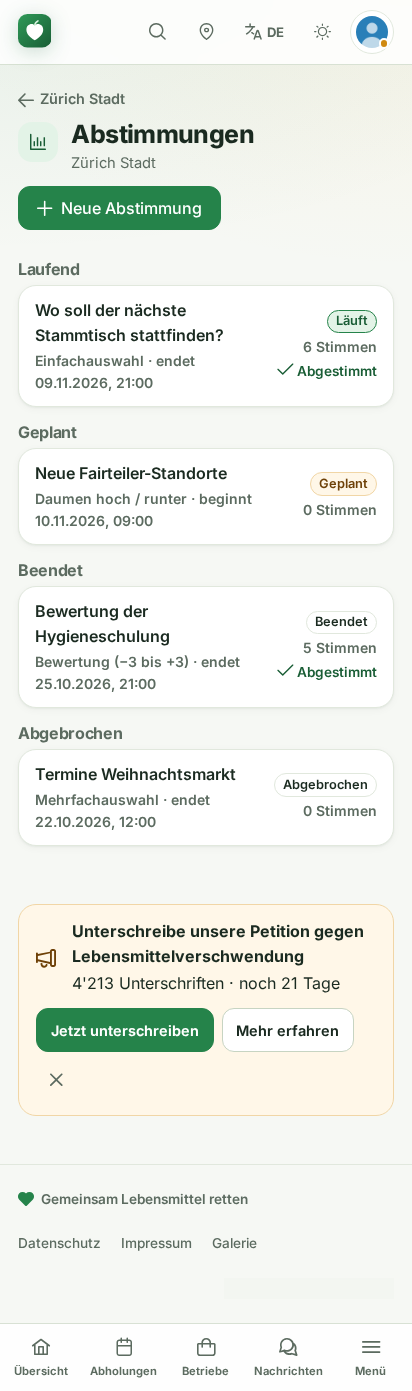 DE
Zürich Stadt
Abstimmungen
Zürich Stadt
Neue Abstimmung
Laufend
Wo soll der nächste
Stammtisch stattfinden?
Einfachauswahl · endet
09.11.2026, 21:00
Läuft
6 Stimmen
Abgestimmt
Geplant
Neue Fairteiler-Standorte
Daumen hoch / runter · beginnt
10.11.2026, 09:00
Geplant
0 Stimmen
Beendet
Bewertung der
Hygieneschulung
Bewertung (−3 bis +3) · endet
25.10.2026, 21:00
Beendet
5 Stimmen
Abgestimmt
Abgebrochen
Termine Weihnachtsmarkt
Mehrfachauswahl · endet
22.10.2026, 12:00
Abgebrochen
0 Stimmen
Unterschreibe unsere Petition gegen
Lebensmittelverschwendung
4'213 Unterschriften · noch 21 Tage
Jetzt unterschreiben
Mehr erfahren
Gemeinsam Lebensmittel retten
Datenschutz Impressum Galerie
Übersicht Abholungen Betriebe Nachrichten Menü